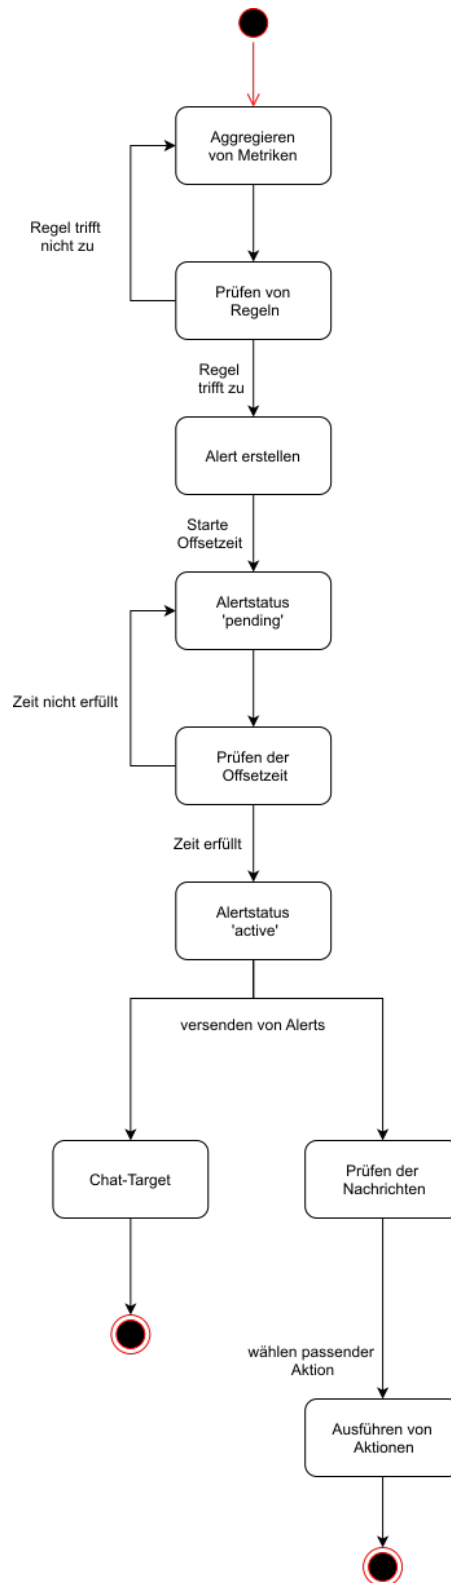 Aggregieren
von Metriken
Regel trifft
nicht zu
Prüfen von
Regeln
Regel
trifft zu
Alert erstellen
Starte
Offsetzeit
Alertstatus
'pending'
Zeit nicht erfüllt
Prüfen der
Offsetzeit
Zeit erfüllt
Alertstatus
'active'
versenden von Alerts
Chat-Target
Prüfen der
Nachrichten
wählen passender
Aktion
Ausführen von
Aktionen